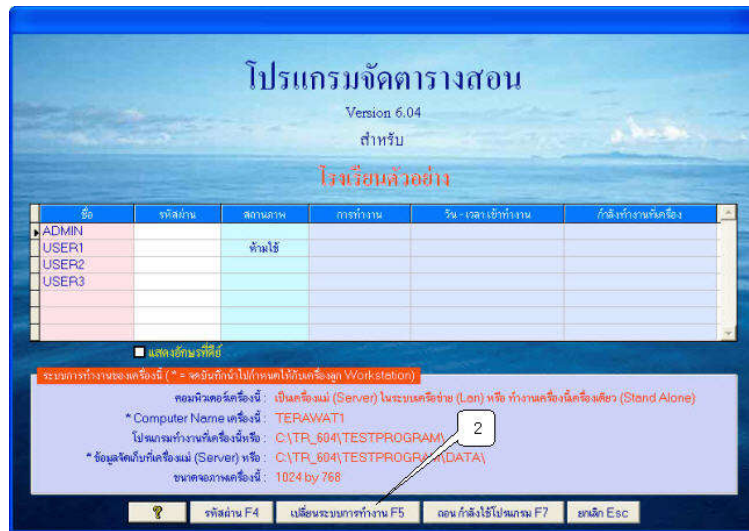 โปรแกรมจัดตารางสอน
Version 6.04
สำหรับ
โรงเรียนตัวอย่าง
ชื่อ รหัสผ่าน สถานภาพ การทำงาน วัน - เวลาเข้าทำงาน กำลังทำงานที่เครื่อง
ADMIN
USER1 ห้ามใช้
USER2
USER3
แสดงอักษรที่คีย์
ระบบการทำงานของเครื่องนี้ ( * = จดบันทึกนำไปกำหนดให้กับเครื่องลูก Workstation)
คอมพิวเตอร์เครื่องนี้ : เป็นเครื่องแม่ (Server) ในระบบเครือข่าย (Lan) หรือ ทำงานเครื่องนี้เครื่องเดียว (Stand Alone)
* Computer Name เครื่องนี้ : TERAWAT1
โปรแกรมทำงานที่เครื่องนี้หรือ : C:\TR_604\TESTPROGRAM\
* ข้อมูลจัดเก็บที่เครื่องแม่ (Server) หรือ : C:\TR_604\TESTPROGRAM\DATA\
ขนาดจอภาพเครื่องนี้ : 1024 by 768
2
? รหัสผ่าน F4 เปลี่ยนระบบการทำงาน F5 ถอน กำลังใช้โปรแกรม F7 ยกเลิก Esc